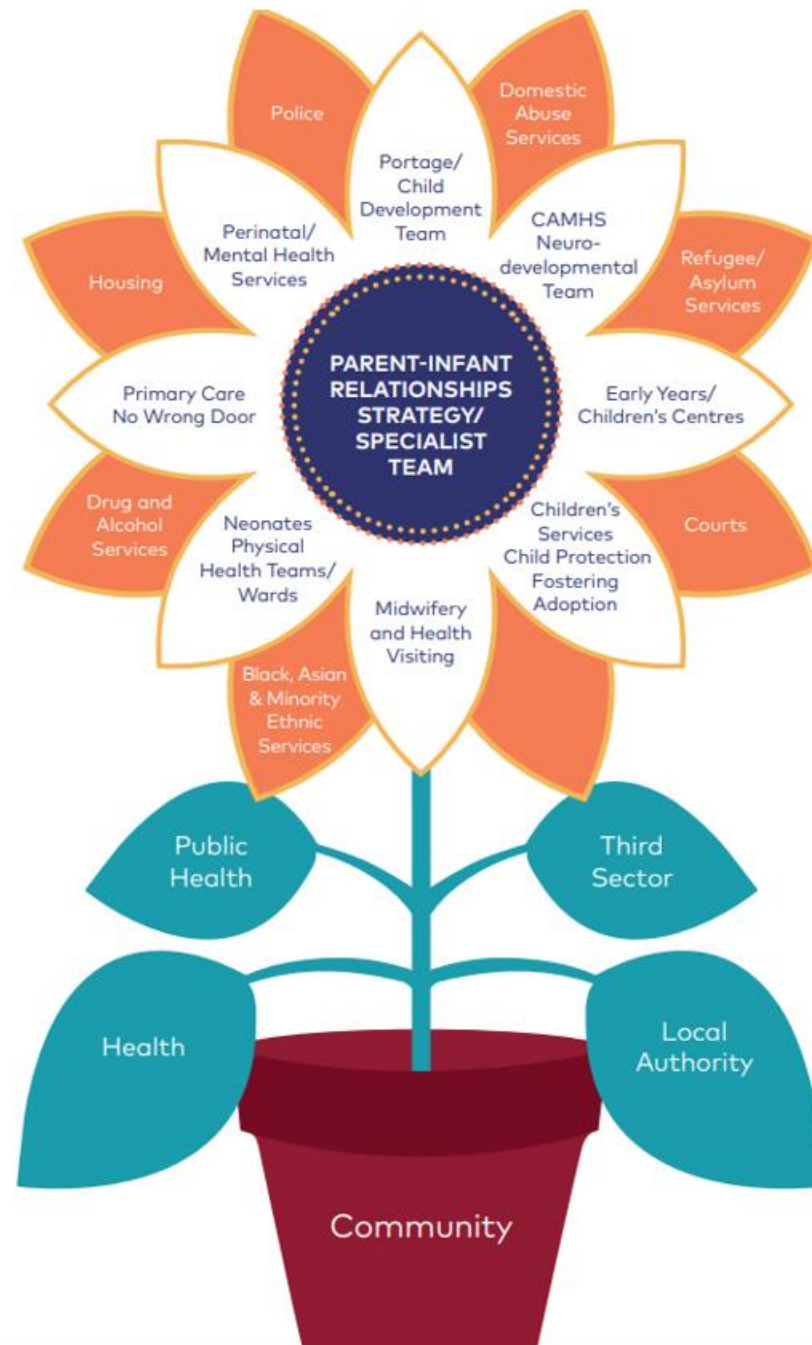 Police
Domestic
Abuse
Services
Portage/
Child
Development
Team
Perinatal/
Mental Health
Services
CAMHS
Neuro-
developmental
Team
Housing
Refugee/
Asylum
Services
PARENT-INFANT
RELATIONSHIPS
STRATEGY/
SPECIALIST
TEAM
Primary Care
No Wrong Door
Early Years/
Children's Centres
Drug and
Alcohol
Services
Neonates
Physical
Health Teams/
Wards
Children's
Services
Child Protection
Fostering
Adoption
Courts
Midwifery
and Health
Visiting
Black, Asian
& Minority
Ethnic
Services
Public
Health
Third
Sector
Health
Local
Authority
Community